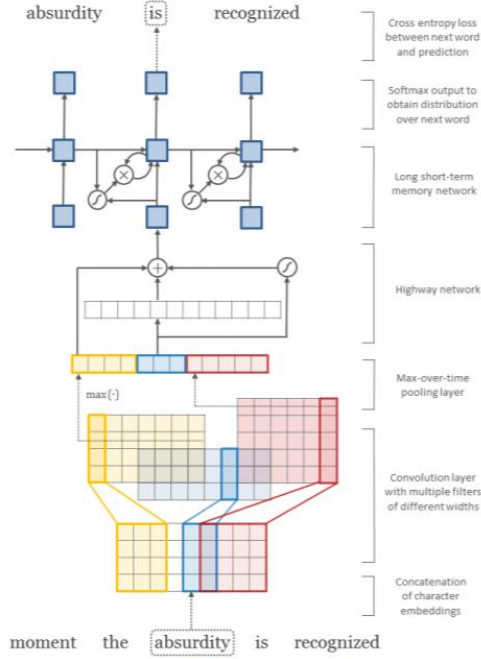 absurdity is recognized
Cross entropy loss
between next word
and prediction
Softmax output to
obtain distribution
over next word
Long short-term
memory network
Highway network
Max-over-time
pooling layer
max{·}
Convolution layer
with multiple filters
of different widths
Concatenation
of character
embeddings
moment the absurdity is recognized